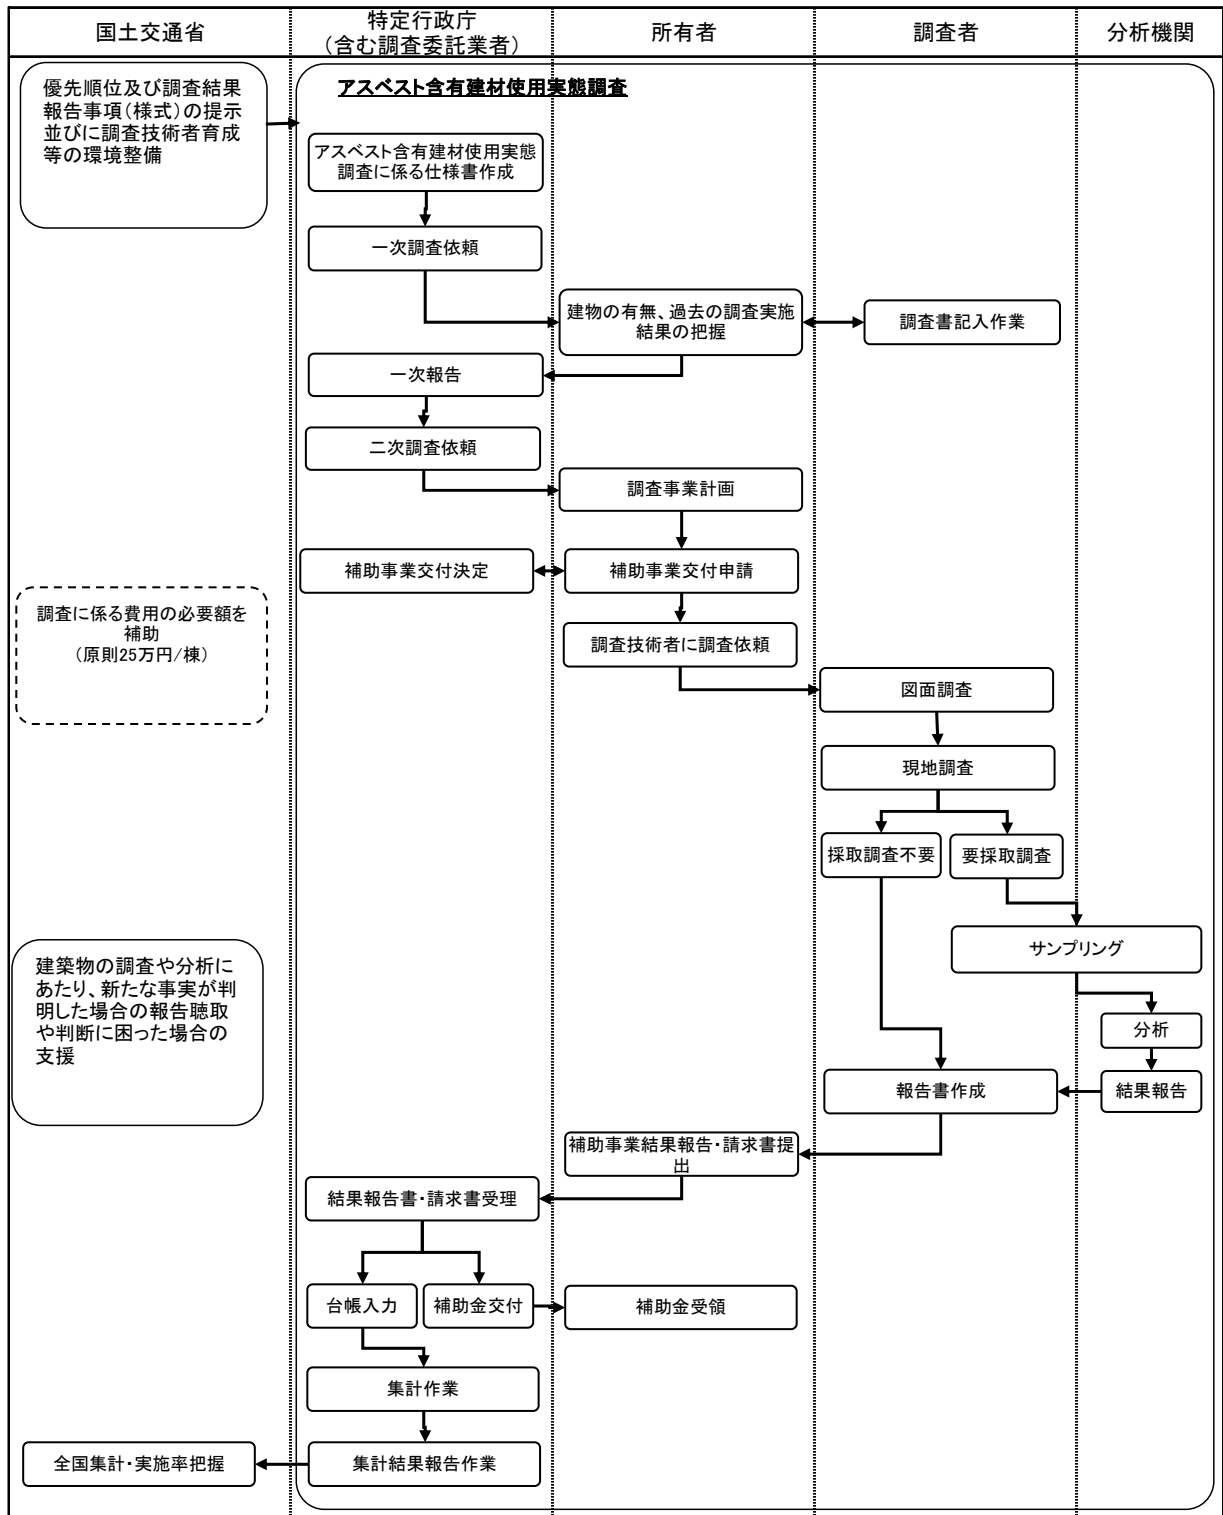 国土交通省
特定行政庁
（含む調査委託業者）
所有者
調査者
分析機関
優先順位及び調査結果
報告事項（様式）の提示
並びに調査技術者育成
等の環境整備
アスベスト含有建材使用実態調査
アスベスト含有建材使用実態
調査に係る仕様書作成
一次調査依頼
建物の有無、過去の調査実施
結果の把握
調査書記入作業
一次報告
二次調査依頼
調査事業計画
補助事業交付決定
補助事業交付申請
調査に係る費用の必要額を
補助
（原則25万円/棟）
調査技術者に調査依頼
図面調査
現地調査
採取調査不要
要採取調査
サンプリング
建築物の調査や分析に
あたり、新たな事実が判
明した場合の報告聴取
や判断に困った場合の
支援
分析
結果報告
報告書作成
補助事業結果報告・請求書提
出
結果報告書・請求書受理
台帳入力
補助金交付
補助金受領
集計作業
集計結果報告作業
全国集計・実施率把握